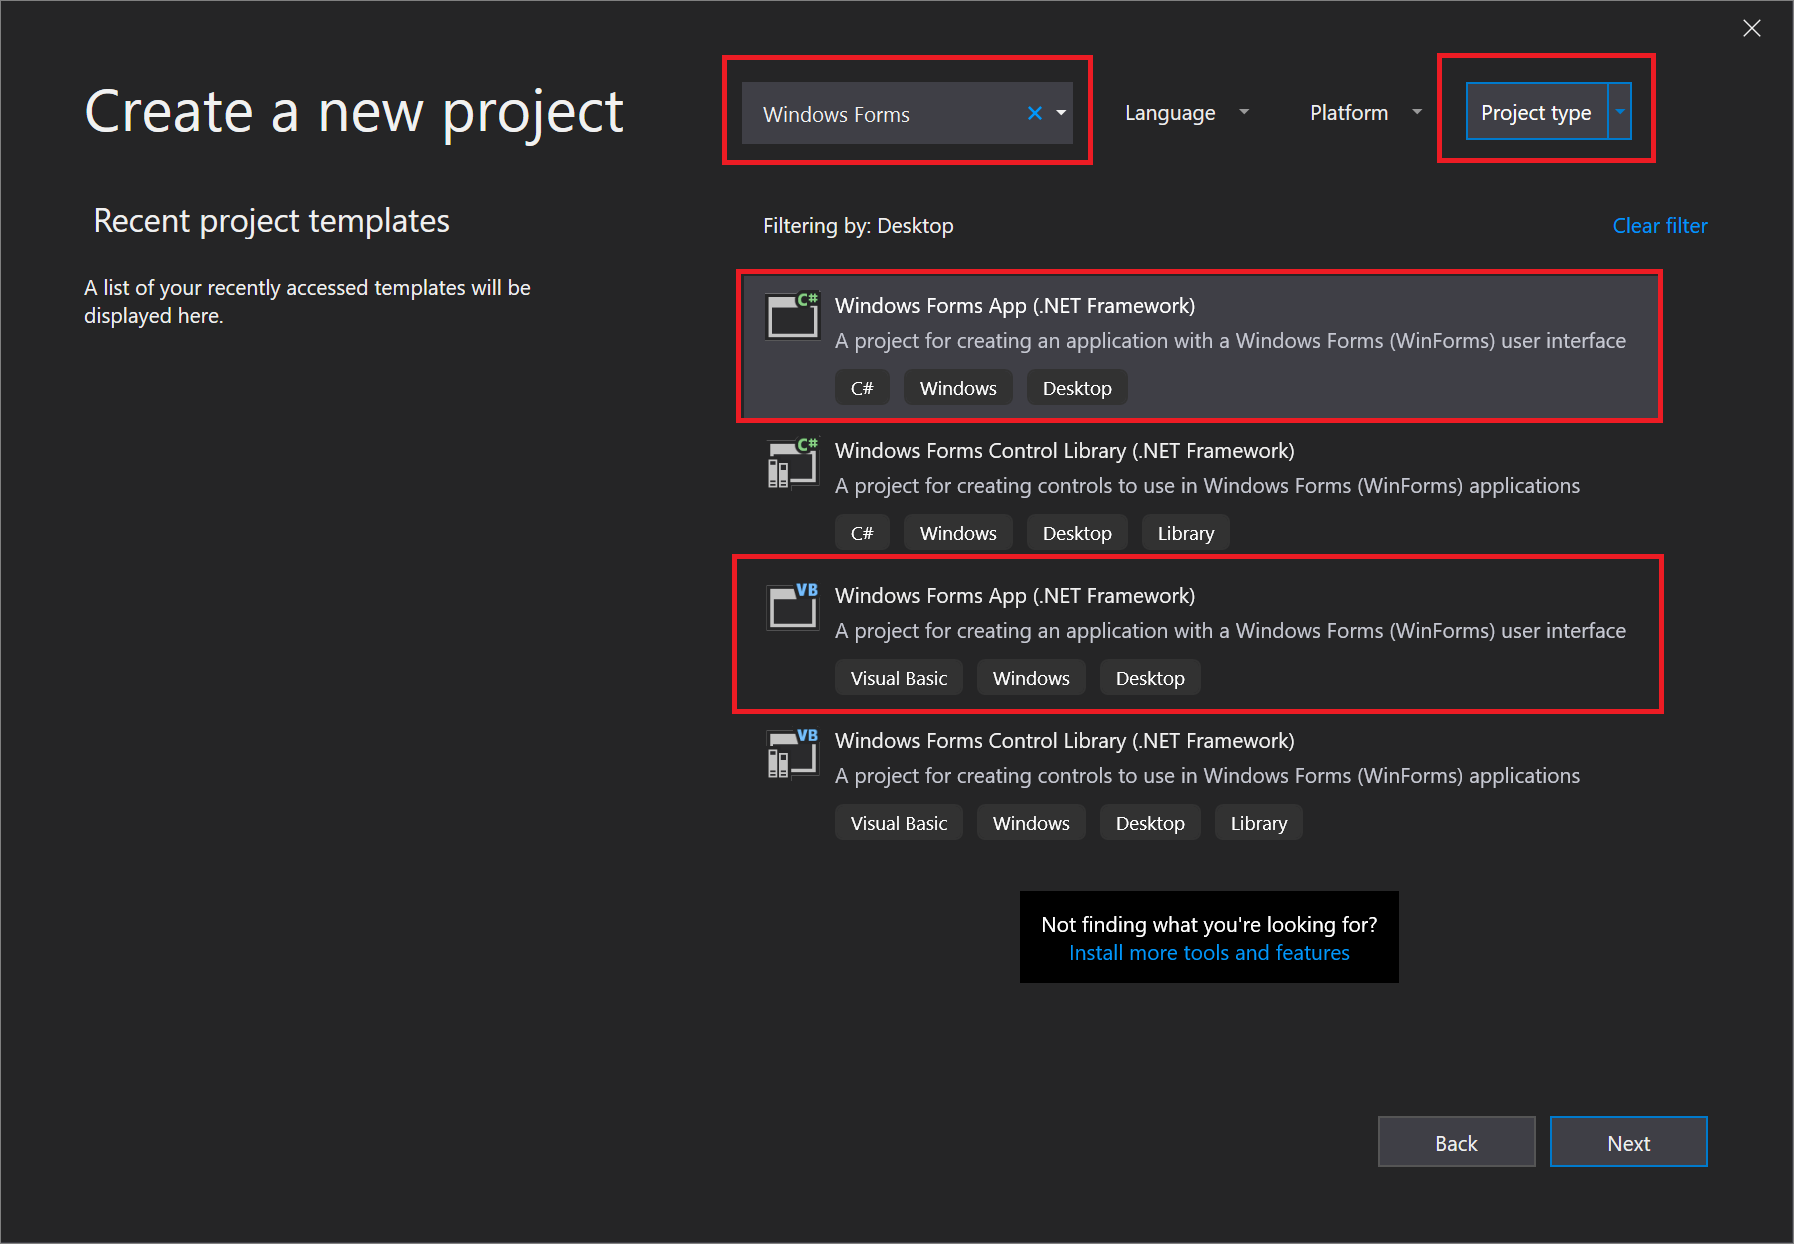 Create a new project
Windows Forms
Language
Platform
Project type
Recent project templates
A list of your recently accessed templates will be
displayed here.
Filtering by: Desktop
Clear filter
C#
Windows Forms App (.NET Framework)
A project for creating an application with a Windows Forms (WinForms) user interface
C# Windows Desktop
C#
Windows Forms Control Library (.NET Framework)
A project for creating controls to use in Windows Forms (WinForms) applications
C# Windows Desktop Library
VB
Windows Forms App (.NET Framework)
A project for creating an application with a Windows Forms (WinForms) user interface
Visual Basic Windows Desktop
VB
Windows Forms Control Library (.NET Framework)
A project for creating controls to use in Windows Forms (WinForms) applications
Visual Basic Windows Desktop Library
Not finding what you're looking for?
Install more tools and features
Back
Next